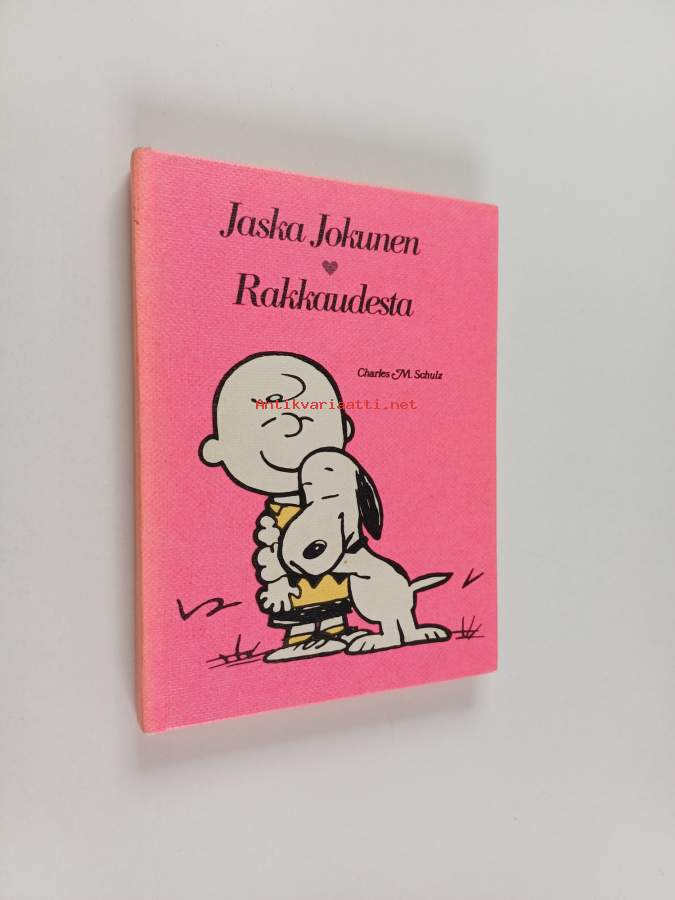 Jaska Jokunen
Rakkaudesta
Charles M. Schulz
Antikvariaatti.net